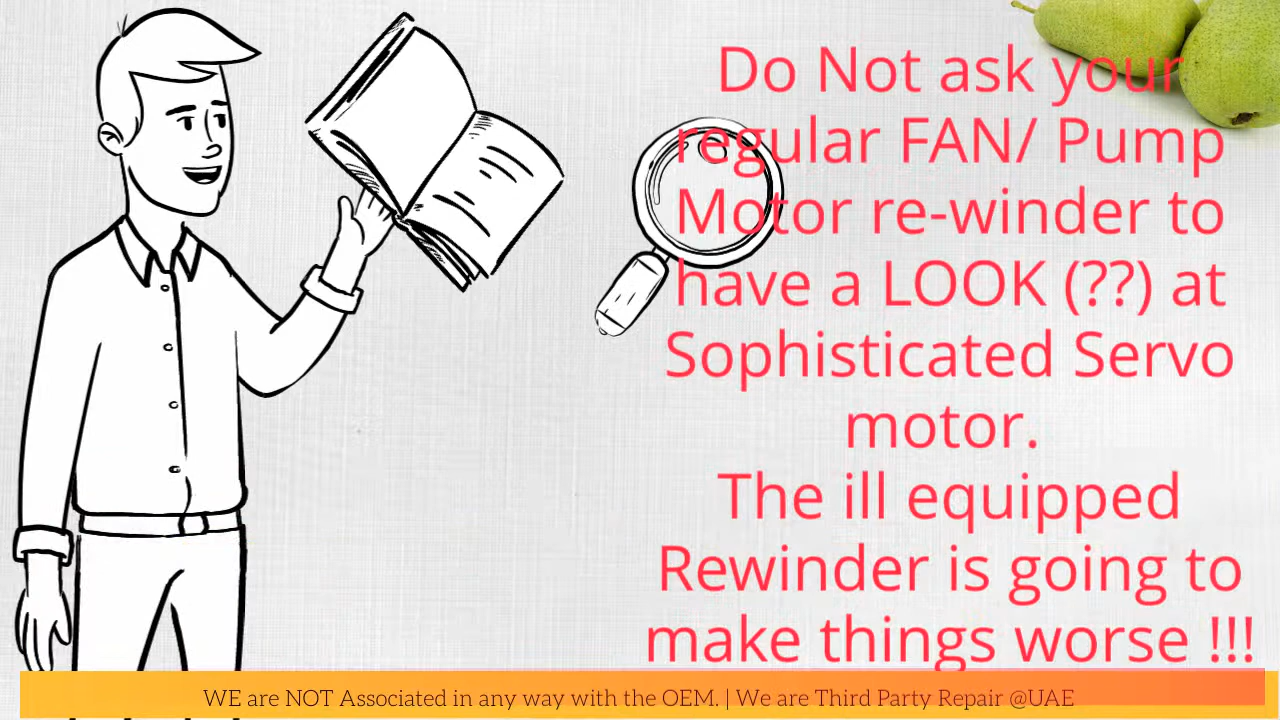 Do Not ask your
regular FAN/ Pump
Motor re-winder to
have a LOOK (??) at
Sophisticated Servo
motor.
The ill equipped
Rewinder is going to
make things worse !!!
WE are NOT Associated in any way with the OEM. | We are Third Party Repair @UAE